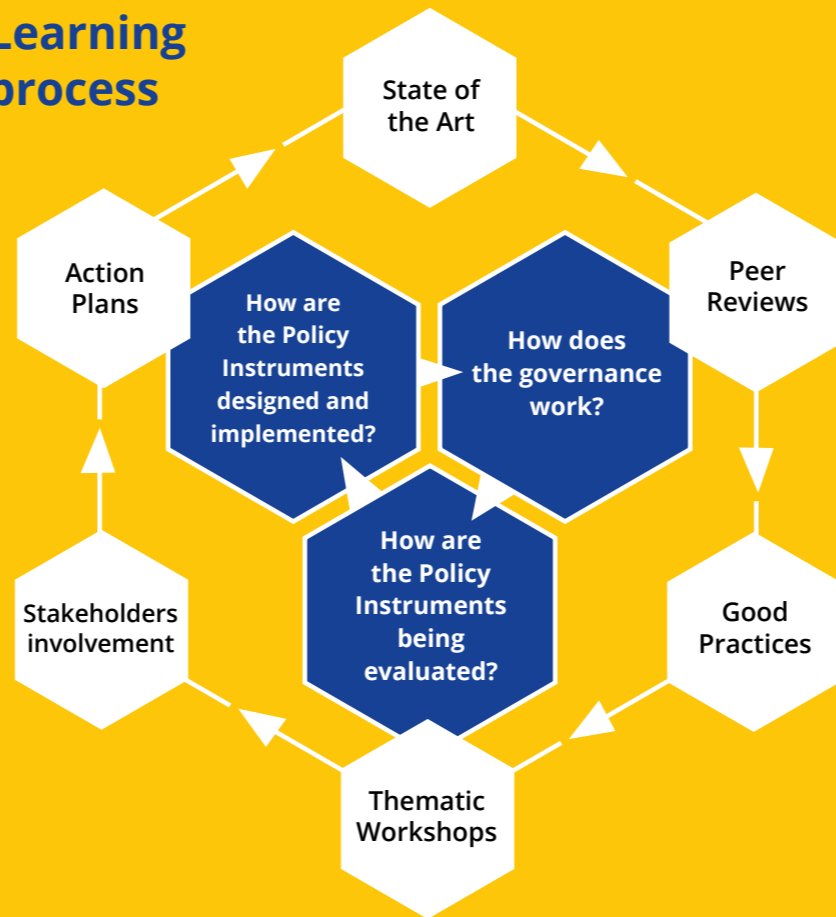 Learning
process
State of
the Art
Peer
Reviews
Good
Practices
Thematic
Workshops
Stakeholders
involvement
Action
Plans
How are
the Policy
Instruments
designed and
implemented?
How does
the governance
work?
How are
the Policy
Instruments
being
evaluated?